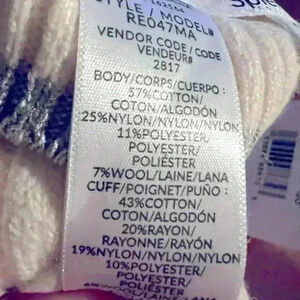 STYLE / MODEL#
RE047MA
VENDOR CODE / CODE
VENDEUR#
2817
BODY/CORPS/CUERPO :
57%COTTON/
COTON/ALGODÓN
25%NYLON/NYLON/NYLON
11%POLYESTER/
POLYESTER/
POLIÉSTER
7%WOOL/LAINE/LANA
CUFF/POIGNET/PUÑO :
43%COTTON/
COTON/ALGODÓN
20%RAYON/
RAYONNE/RAYÓN
19%NYLON/NYLON/NYLON
10%POLYESTER/
POLYESTER/